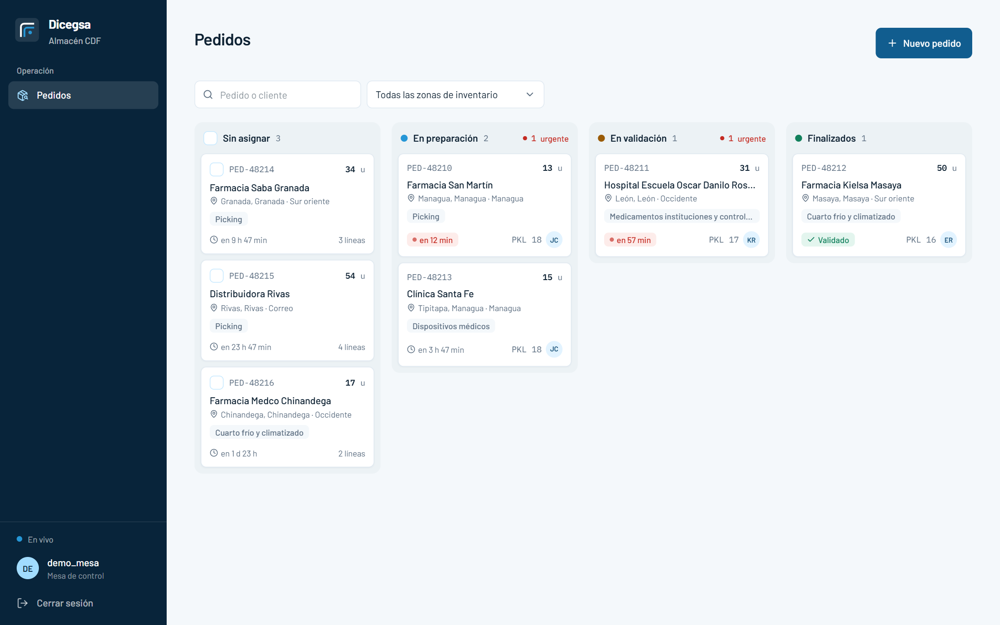 Dicegsa
Almacén CDF
Operación
Pedidos
En vivo
DE
demo_mesa
Mesa de control
Cerrar sesión
Pedidos
+ Nuevo pedido
Pedido o cliente
Todas las zonas de inventario
Sin asignar 3
PED-48214 34 u
Farmacia Saba Granada
Granada, Granada · Sur oriente
Picking
en 9 h 47 min 3 líneas
PED-48215 54 u
Distribuidora Rivas
Rivas, Rivas · Correo
Picking
en 23 h 47 min 4 líneas
PED-48216 17 u
Farmacia Medco Chinandega
Chinandega, Chinandega · Occidente
Cuarto frío y climatizado
en 1 d 23 h 2 líneas
En preparación 2 1 urgente
PED-48210 13 u
Farmacia San Martín
Managua, Managua · Managua
Picking
en 12 min PKL 18 JC
PED-48213 15 u
Clínica Santa Fe
Tipitapa, Managua · Managua
Dispositivos médicos
en 3 h 47 min PKL 18 JC
En validación 1 1 urgente
PED-48211 31 u
Hospital Escuela Oscar Danilo Ros...
León, León · Occidente
Medicamentos instituciones y control...
en 57 min PKL 17 KR
Finalizados 1
PED-48212 50 u
Farmacia Kielsa Masaya
Masaya, Masaya · Sur oriente
Cuarto frío y climatizado
Validado PKL 16 ER